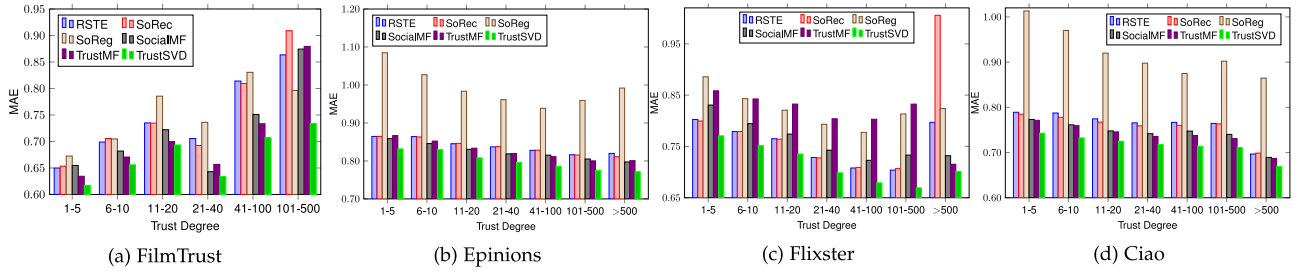 RSTE SoRec
SoReg SocialMF
TrustMF TrustSVD
MAE
0.95
0.90
0.85
0.80
0.75
0.70
0.65
0.60
1-5 6-10 11-20 21-40 41-100 101-500
Trust Degree
(a) FilmTrust
RSTE SoRec SoReg
SocialMF TrustMF TrustSVD
MAE
1.20
1.10
1.00
0.90
0.80
0.70
1-5 6-10 11-20 21-40 41-100 101-500 >500
Trust Degree
(b) Epinions
RSTE SoRec SoReg
SocialMF TrustMF TrustSVD
MAE
0.95
0.85
0.75
0.65
1-5 6-10 11-20 21-40 41-100 101-500 >500
Trust Degree
(c) Flixster
RSTE SoRec SoReg
SocialMF TrustMF TrustSVD
MAE
1.00
0.90
0.80
0.70
0.60
1-5 6-10 11-20 21-40 41-100 101-500 >500
Trust Degree
(d) Ciao